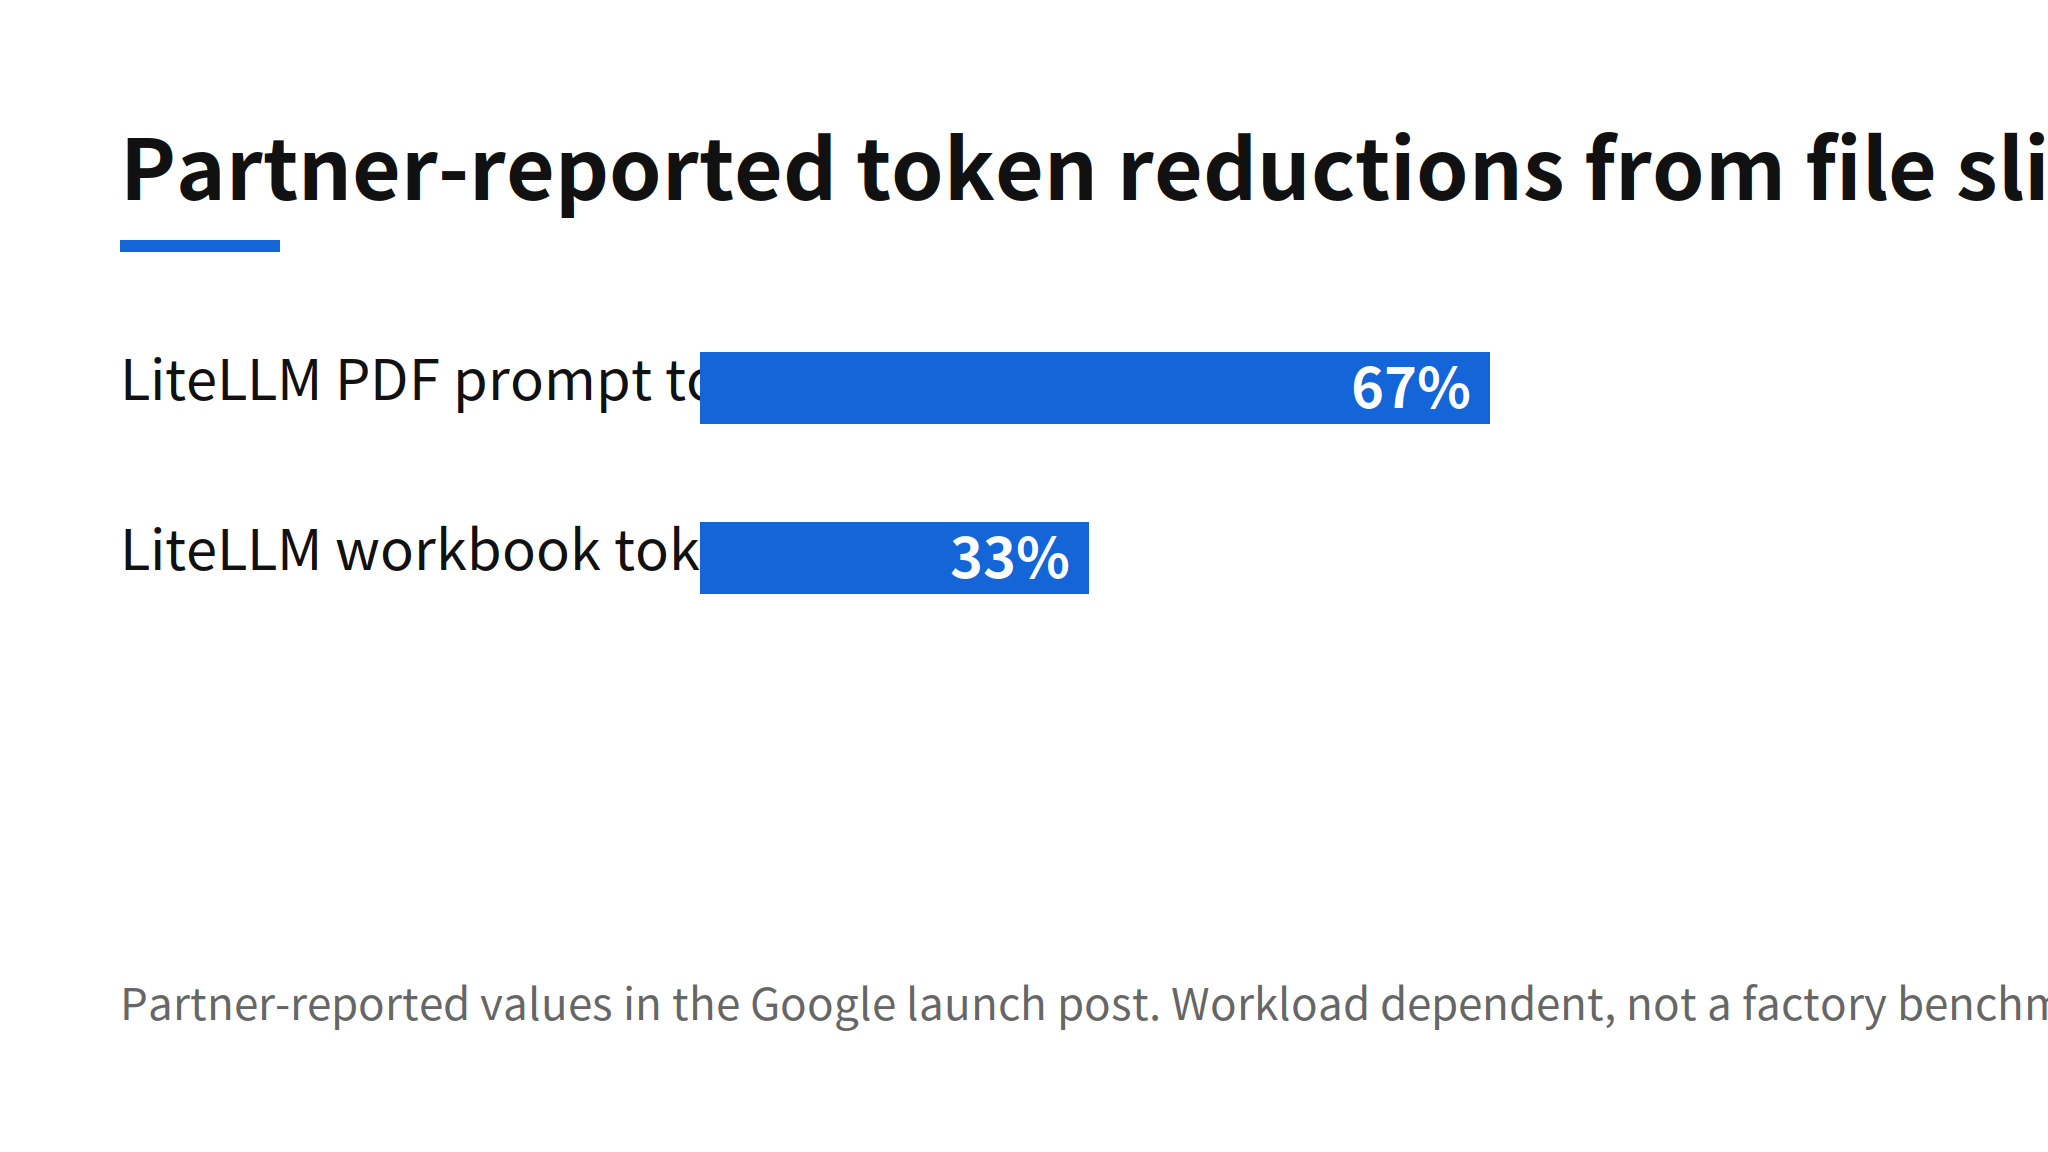 Partner-reported token reductions from file sli
LiteLLM PDF prompt to
67%
LiteLLM workbook tok
33%
Partner-reported values in the Google launch post. Workload dependent, not a factory benchm